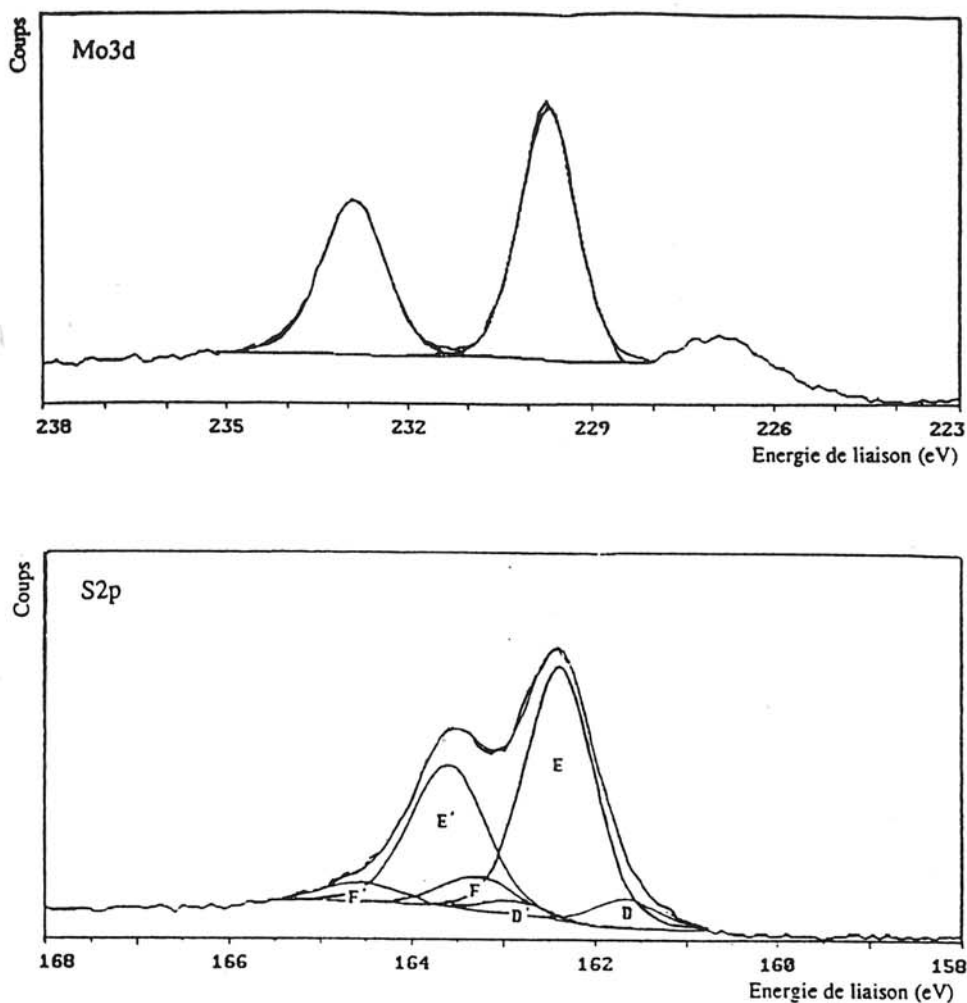 Coups
Mo3d
238 235 232 229 226 223
Energie de liaison (eV)
Coups
S2p
E
E'
F'
F
D'
D
168 166 164 162 160 158
Energie de liaison (eV)